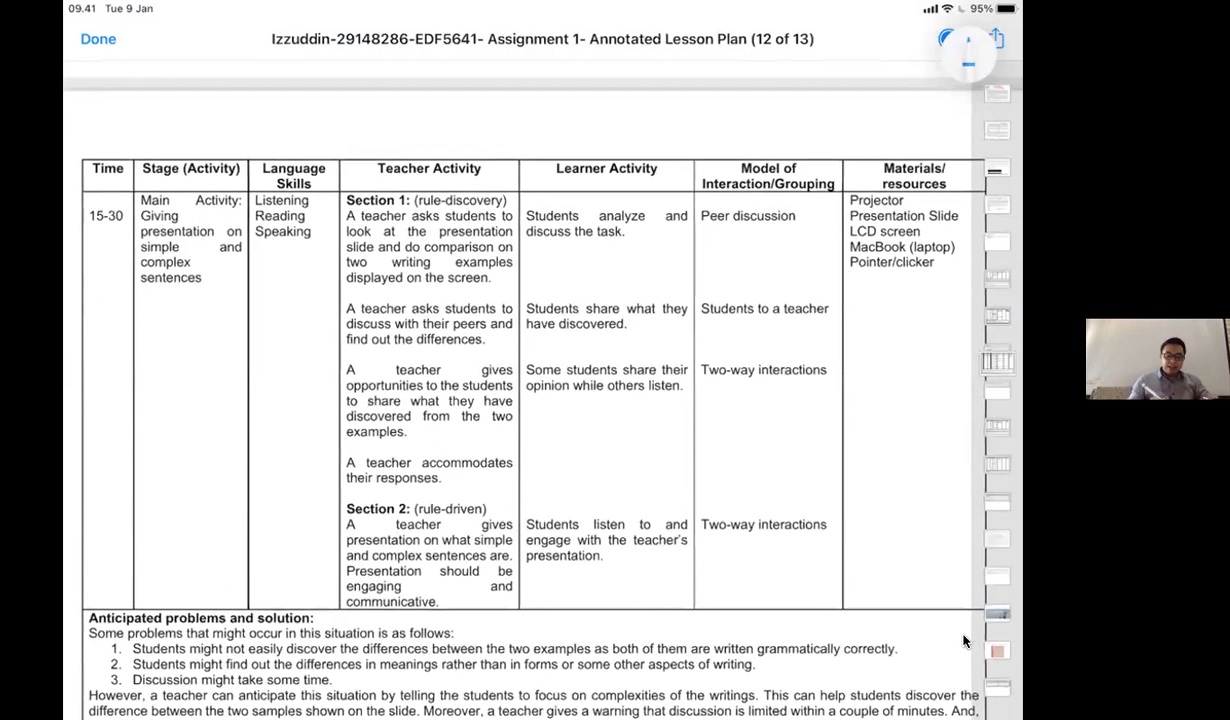 09.41 Tue 9 Jan
95%
Done
Izzuddin-29148286-EDF5641- Assignment 1- Annotated Lesson Plan (12 of 13)
Time
Stage (Activity)
Language
Skills
Teacher Activity
Learner Activity
Model of
Interaction/Grouping
Materials/
resources
15-30
Main Activity:
Giving
presentation on
simple and
complex
sentences
Listening
Reading
Speaking
Section 1: (rule-discovery)
A teacher asks students to
look at the presentation
slide and do comparison on
two writing examples
displayed on the screen.
Students analyze and
discuss the task.
Peer discussion
Projector
Presentation Slide
LCD screen
MacBook (laptop)
Pointer/clicker
A teacher asks students to
discuss with their peers and
find out the differences.
Students share what they
have discovered.
Students to a teacher
A teacher gives
opportunities to the students
to share what they have
discovered from the two
examples.
Some students share their
opinion while others listen.
Two-way interactions
A teacher accommodates
their responses.
Section 2: (rule-driven)
A teacher gives
presentation on what simple
and complex sentences are.
Presentation should be
engaging and
communicative.
Students listen to and
engage with the teacher's
presentation.
Two-way interactions
Anticipated problems and solution:
Some problems that might occur in this situation is as follows:
1. Students might not easily discover the differences between the two examples as both of them are written grammatically correctly.
2. Students might find out the differences in meanings rather than in forms or some other aspects of writing.
3. Discussion might take some time.
However, a teacher can anticipate this situation by telling the students to focus on complexities of the writings. This can help students discover the
difference between the two samples shown on the slide. Moreover, a teacher gives a warning that discussion is limited within a couple of minutes. And,